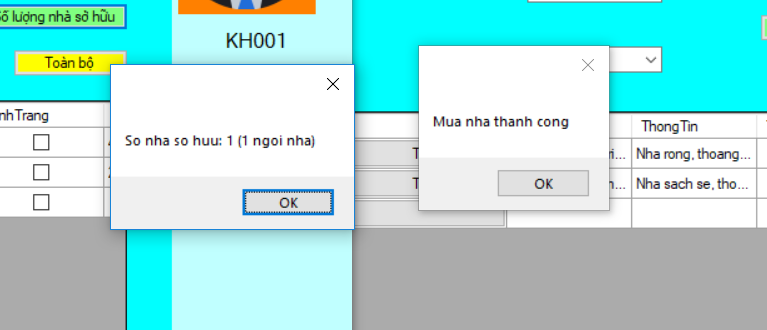 Số lượng nhà sở hữu
KH001
Toàn bộ
So nha so huu: 1 (1 ngoi nha)
OK
Mua nha thanh cong
OK
ThongTin
Nha rong, thoang...
Nha sach se, tho...